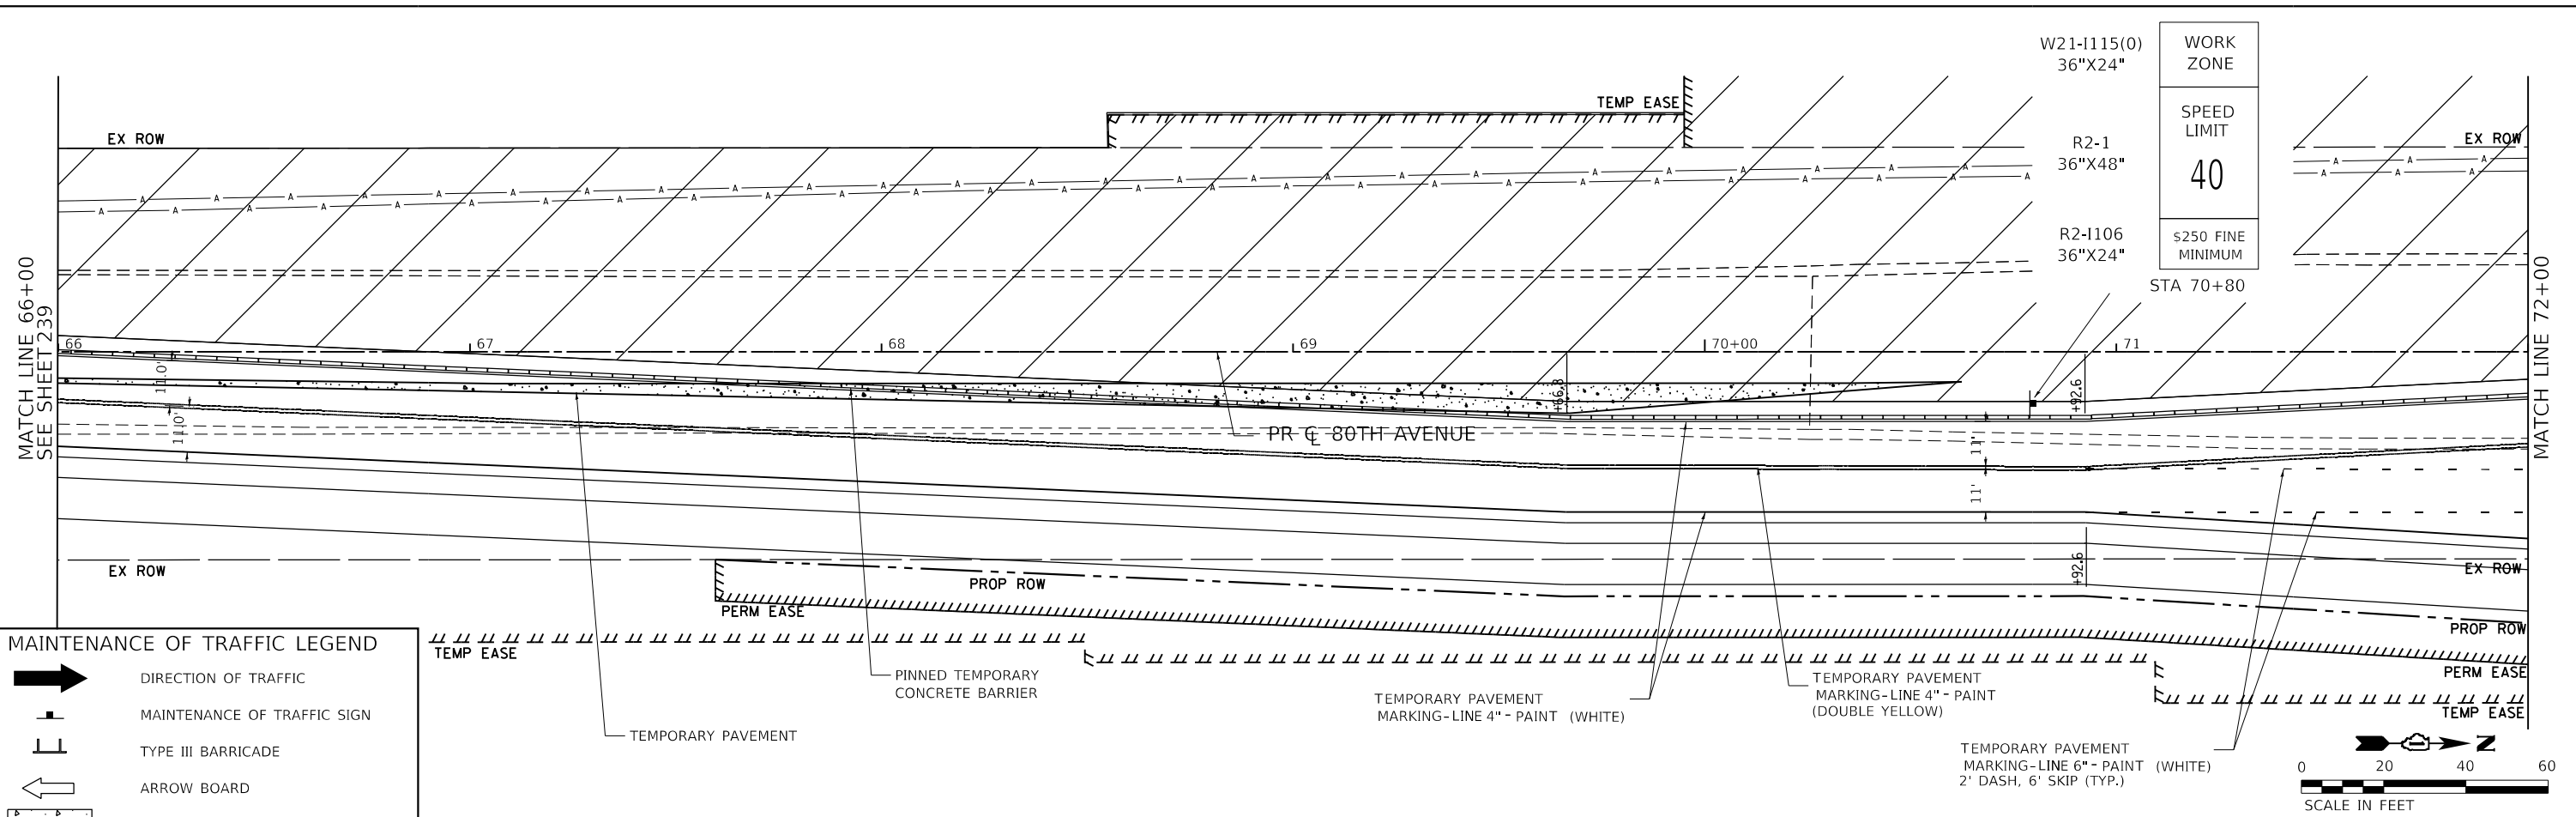 W21-I115(0)
36"X24"
WORK
ZONE
R2-1
36"X48"
SPEED
LIMIT
40
R2-I106
36"X24"
$250 FINE
MINIMUM
STA 70+80
TEMP EASE
EX ROW
EX ROW
A A A A A A A A A A A A A A A
A A A A A A A A A A A A A A
MATCH LINE 66+00
SEE SHEET 239
MATCH LINE 72+00
66
67
68
69
70+00
71
11.0'
11.0'
+66.8
+92.6
11'
11'
PR ℄ 80TH AVENUE
+92.6
EX ROW
EX ROW
PROP ROW
PERM EASE
PROP ROW
TEMP EASE
PERM EASE
TEMP EASE
PINNED TEMPORARY
CONCRETE BARRIER
TEMPORARY PAVEMENT
TEMPORARY PAVEMENT
MARKING-LINE 4" - PAINT (WHITE)
TEMPORARY PAVEMENT
MARKING-LINE 4" - PAINT
(DOUBLE YELLOW)
TEMPORARY PAVEMENT
MARKING-LINE 6" - PAINT (WHITE)
2' DASH, 6' SKIP (TYP.)
MAINTENANCE OF TRAFFIC LEGEND
DIRECTION OF TRAFFIC
MAINTENANCE OF TRAFFIC SIGN
TYPE III BARRICADE
ARROW BOARD
Z
0 20 40 60
SCALE IN FEET